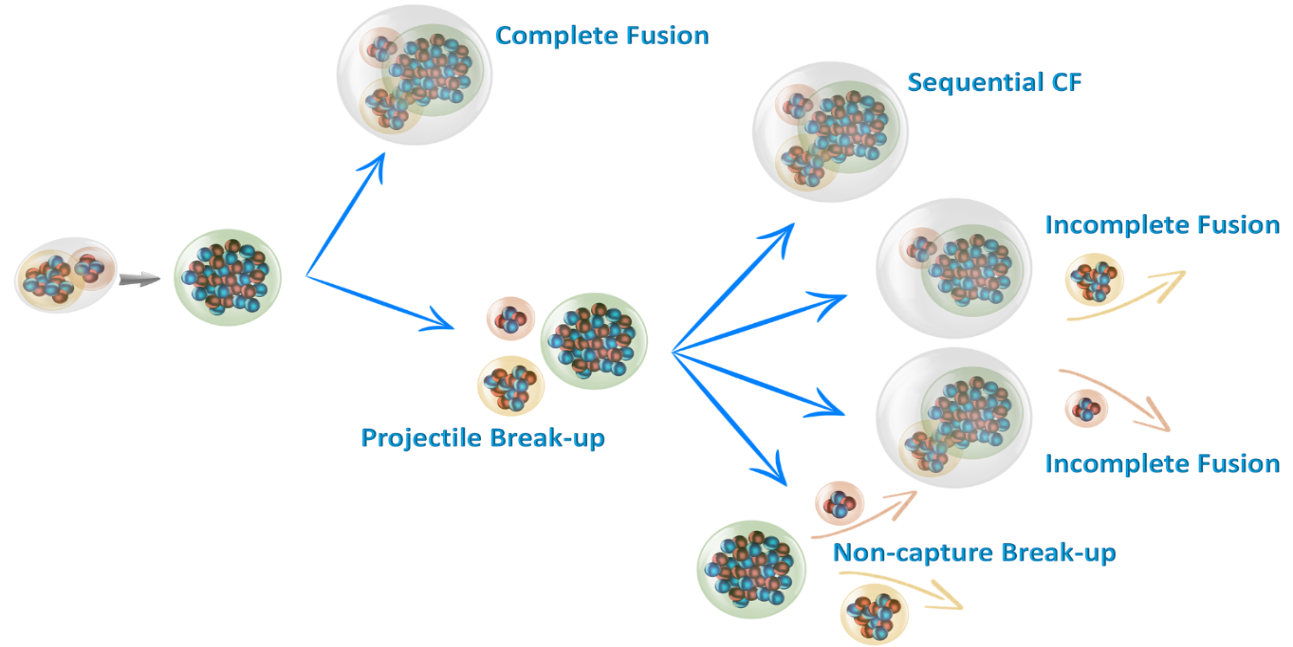 Complete Fusion
Sequential CF
Incomplete Fusion
Projectile Break-up
Incomplete Fusion
Non-capture Break-up